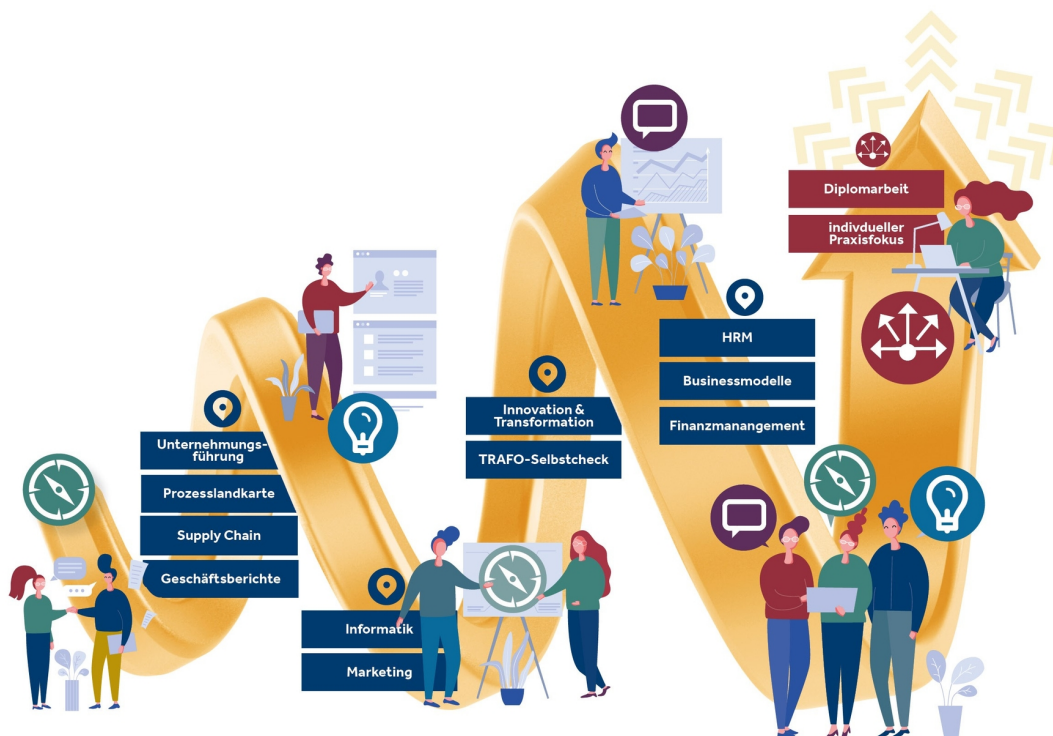 Unternehmungs-
führung
Prozesslandkarte
Supply Chain
Geschäftsberichte
Informatik
Marketing
Innovation &
Transformation
TRAFO-Selbstcheck
HRM
Businessmodelle
Finanzmanangement
Diplomarbeit
indivdueller
Praxisfokus